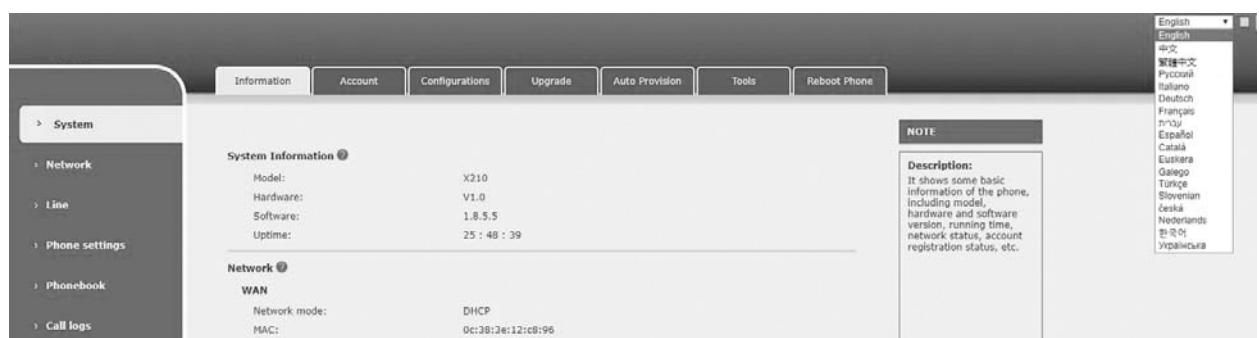 English
English
中文
繁體中文
Русский
Italiano
Deutsch
Français
עברית
Español
Català
Euskera
Galego
Türkçe
Slovenian
česká
Nederlands
한국어
Українська
Information
Account
Configurations
Upgrade
Auto Provision
Tools
Reboot Phone
› System
› Network
› Line
› Phone settings
› Phonebook
› Call logs
System Information
Model: X210
Hardware: V1.0
Software: 1.8.5.5
Uptime: 25 : 48 : 39
Network
WAN
Network mode: DHCP
MAC: 0c:38:3e:12:c8:96
NOTE
Description:
It shows some basic
information of the phone,
including model,
hardware and software
version, running time,
network status, account
registration status, etc.